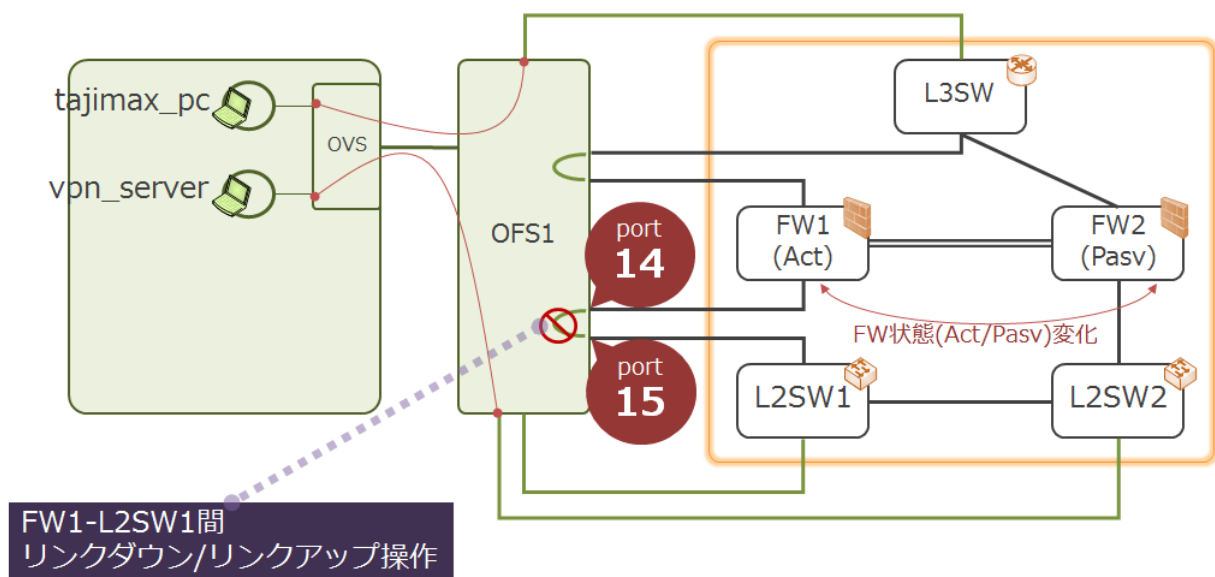 tajimax_pc
vpn_server
OVS
OFS1
port
14
port
15
L3SW
FW1
(Act)
FW2
(Pasv)
FW状態(Act/Pasv)変化
L2SW1
L2SW2
FW1-L2SW1間
リンクダウン/リンクアップ操作